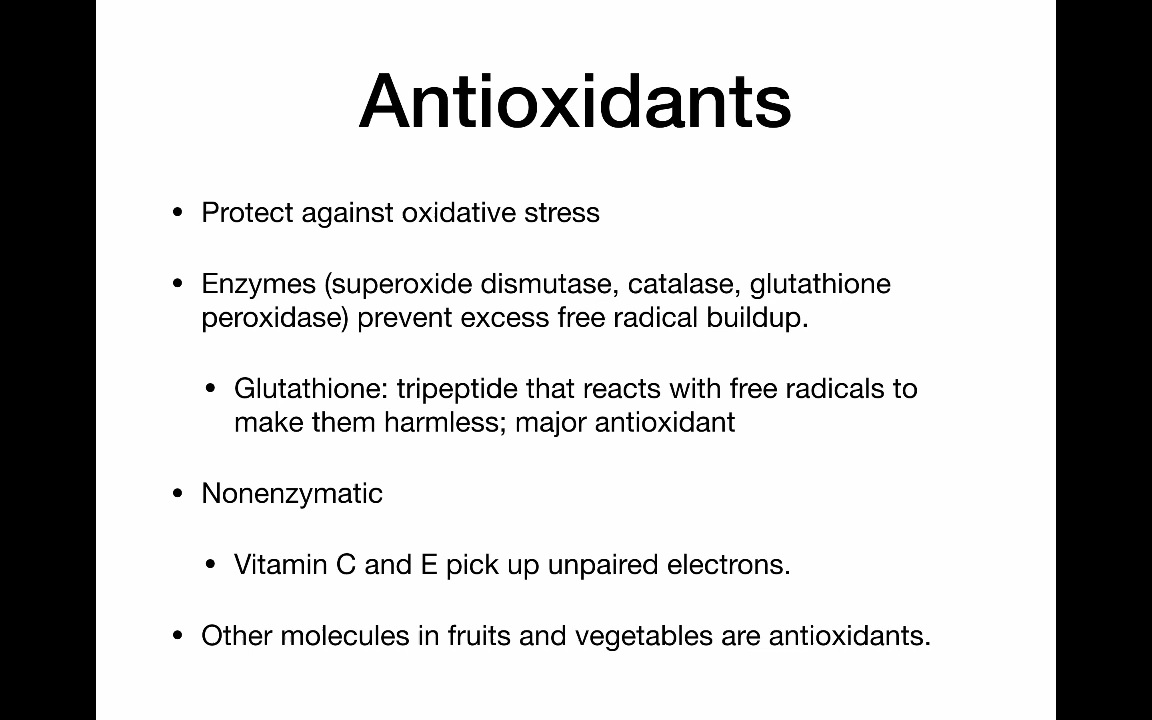 Antioxidants
• Protect against oxidative stress
• Enzymes (superoxide dismutase, catalase, glutathione
peroxidase) prevent excess free radical buildup.
• Glutathione: tripeptide that reacts with free radicals to
make them harmless; major antioxidant
• Nonenzymatic
• Vitamin C and E pick up unpaired electrons.
• Other molecules in fruits and vegetables are antioxidants.